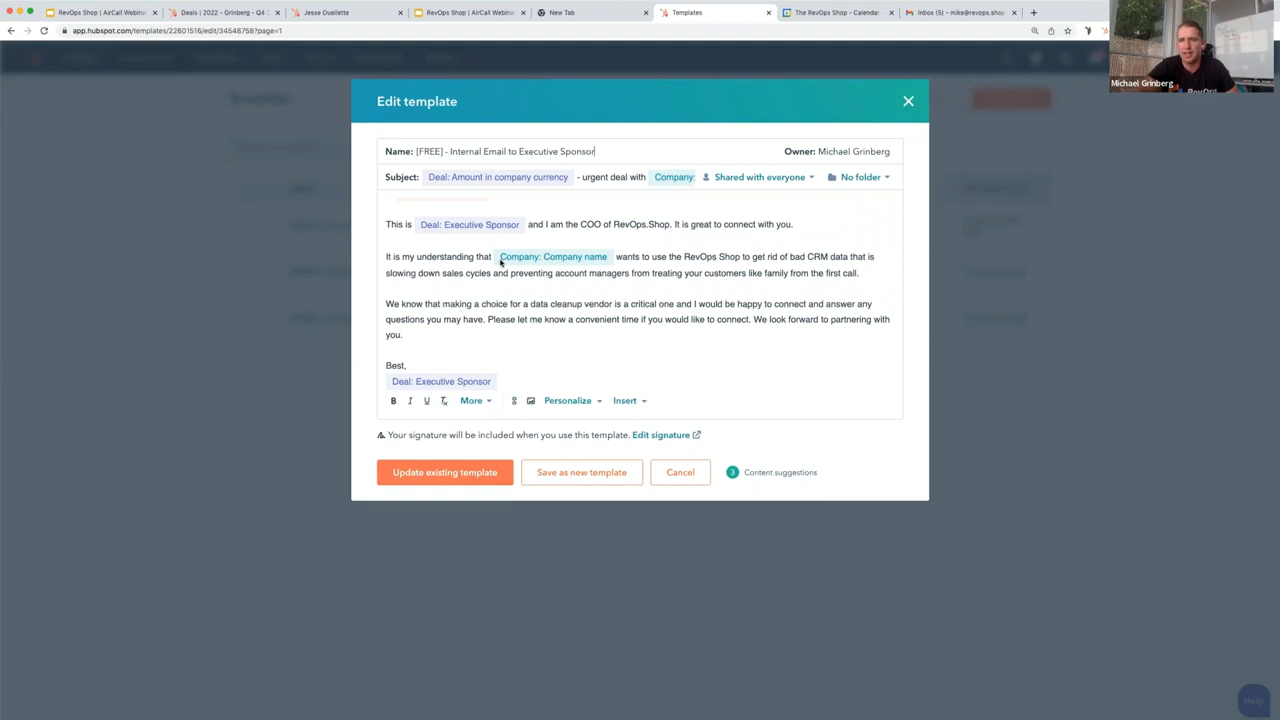 RevOps Shop | AirCall Webina
Deals | 2022 - Grinberg - Q4
Jesse Ouellette
RevOps Shop | AirCall Webina
New Tab
Templates
The RevOps Shop - Calendar
Inbox (5) - mike@revops.shop
app.hubspot.com/templates/22601516/edit/34548758?page=1
Michael Grinberg
Edit template
Name: [FREE] - Internal Email to Executive Sponsor
Owner: Michael Grinberg
Subject: Deal: Amount in company currency - urgent deal with Company: Shared with everyone No folder
This is Deal: Executive Sponsor and I am the COO of RevOps.Shop. It is great to connect with you.
It is my understanding that Company: Company name wants to use the RevOps Shop to get rid of bad CRM data that is
slowing down sales cycles and preventing account managers from treating your customers like family from the first call.
We know that making a choice for a data cleanup vendor is a critical one and I would be happy to connect and answer any
questions you may have. Please let me know a convenient time if you would like to connect. We look forward to partnering with
you.
Best,
Deal: Executive Sponsor
B I U Tx More Personalize Insert
Your signature will be included when you use this template. Edit signature
Update existing template
Save as new template
Cancel
3 Content suggestions
Help